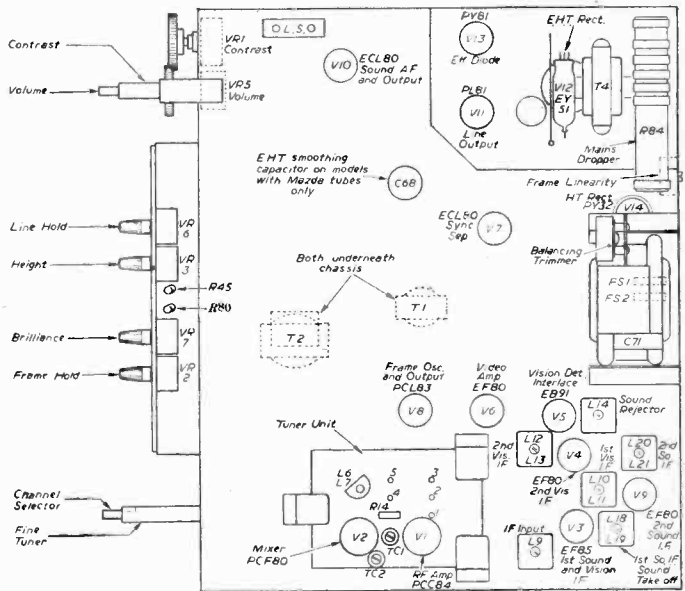 VR1
Contrast
O L.S. O
PY81
V13
Eff Diode
EHT Rect.
Contrast
V10
ECL80
Sound AF
and Output
V12
EY
51
T4
Volume
VR5
Volume
PL81
V11
Line
Output
R84
Mains
Dropper
EHT smoothing
capacitor on models
with Mazda tubes
only
C68
Frame Linearity
HT Rect
PY32
V14
Line Hold
VR
6
ECL80
Sync
Sep
V7
Balancing
Trimmer
Height
VR
3
Both underneath
chassis
R45
FS1
FS2
R80
T1
Brilliance
VR
7
T2
C71
Frame Hold
VR
2
Frame Osc.
and Output
PCL83
V8
Video
Amp
EF80
V6
Vision Det.
Interlace
EB91
V5
L14
Sound
Rejector
Tuner Unit
2nd
Vis
IF
L12
L13
1st
Vis
I.F
V4
L20
L21
2nd
So.
IF
L6
L7
5
4
3
2
1
EF80
2nd Vis
I.F
L10
L11
V9
EF80
2nd
Sound
I.F.
Channel
Selector
R14
Fine
Tuner
V2
TC1
V1
IF Input
L9
V3
L18
L19
Mixer
PCF80
TC2
RF Amp
PCC84
EF85
1st Sound
and Vision
I.F
1st So. IF
Sound
Take off